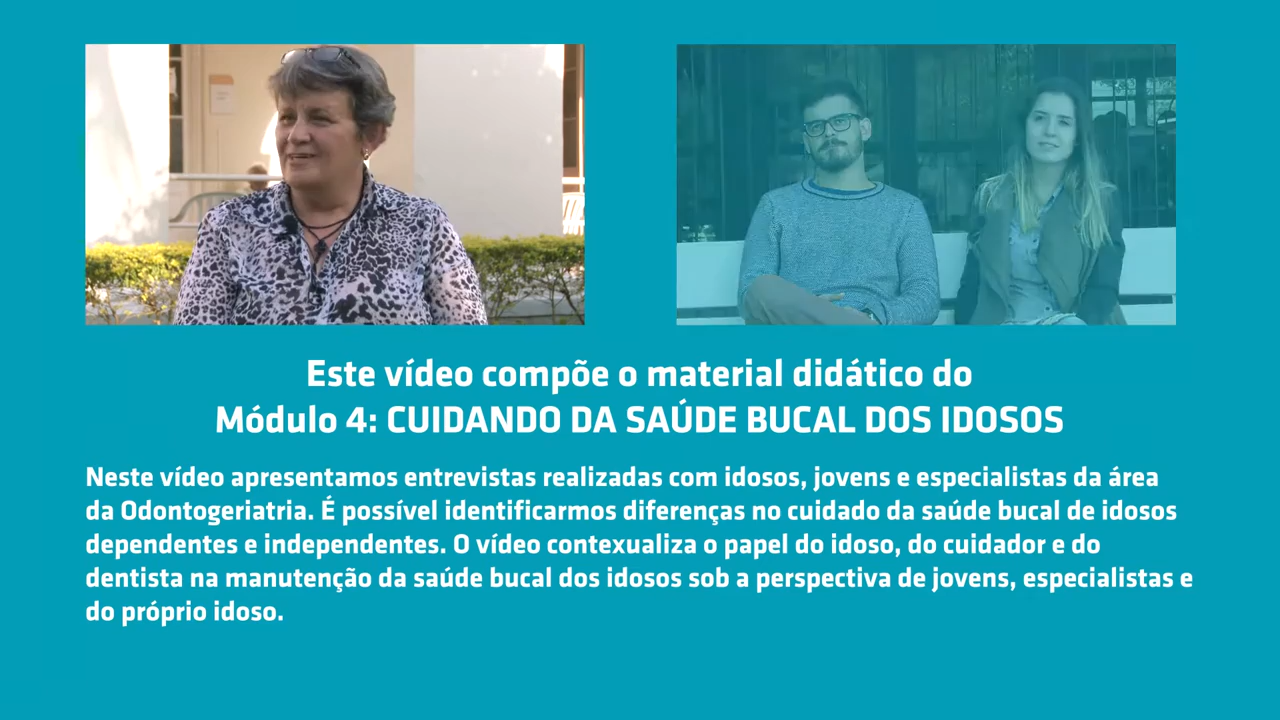 Este vídeo compõe o material didático do
Módulo 4: CUIDANDO DA SAÚDE BUCAL DOS IDOSOS
Neste vídeo apresentamos entrevistas realizadas com idosos, jovens e especialistas da área
da Odontogeriatria. É possível identificarmos diferenças no cuidado da saúde bucal de idosos
dependentes e independentes. O vídeo contexualiza o papel do idoso, do cuidador e do
dentista na manutenção da saúde bucal dos idosos sob a perspectiva de jovens, especialistas e
do próprio idoso.